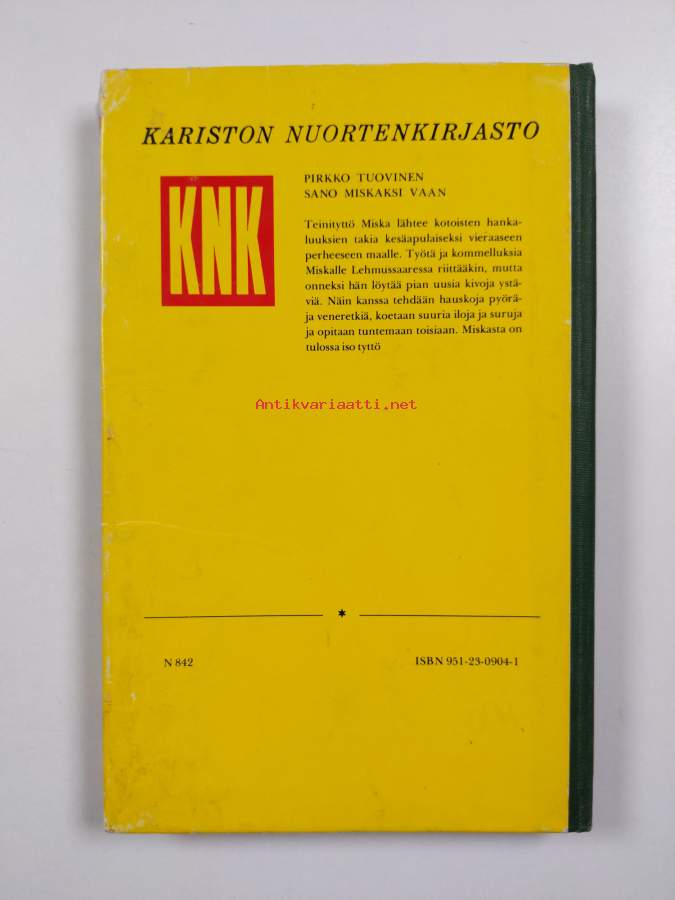 KARISTON NUORTENKIRJASTO
KNK
PIRKKO TUOVINEN
SANO MISKAKSI VAAN
Teinityttö Miska lähtee kotoisten hanka-
luuksien takia kesäapulaiseksi vieraaseen
perheeseen maalle. Työtä ja kommelluksia
Miskalle Lehmussaaressa riittääkin, mutta
onneksi hän löytää pian uusia kivoja ystä-
viä. Näin kanssa tehdään hauskoja pyörä-
ja veneretkiä, koetaan suuria iloja ja suruja
ja opitaan tuntemaan toisiaan. Miskasta on
tulossa iso tyttö
Antikvariaatti.net
N 842
ISBN 951-23-0904-1